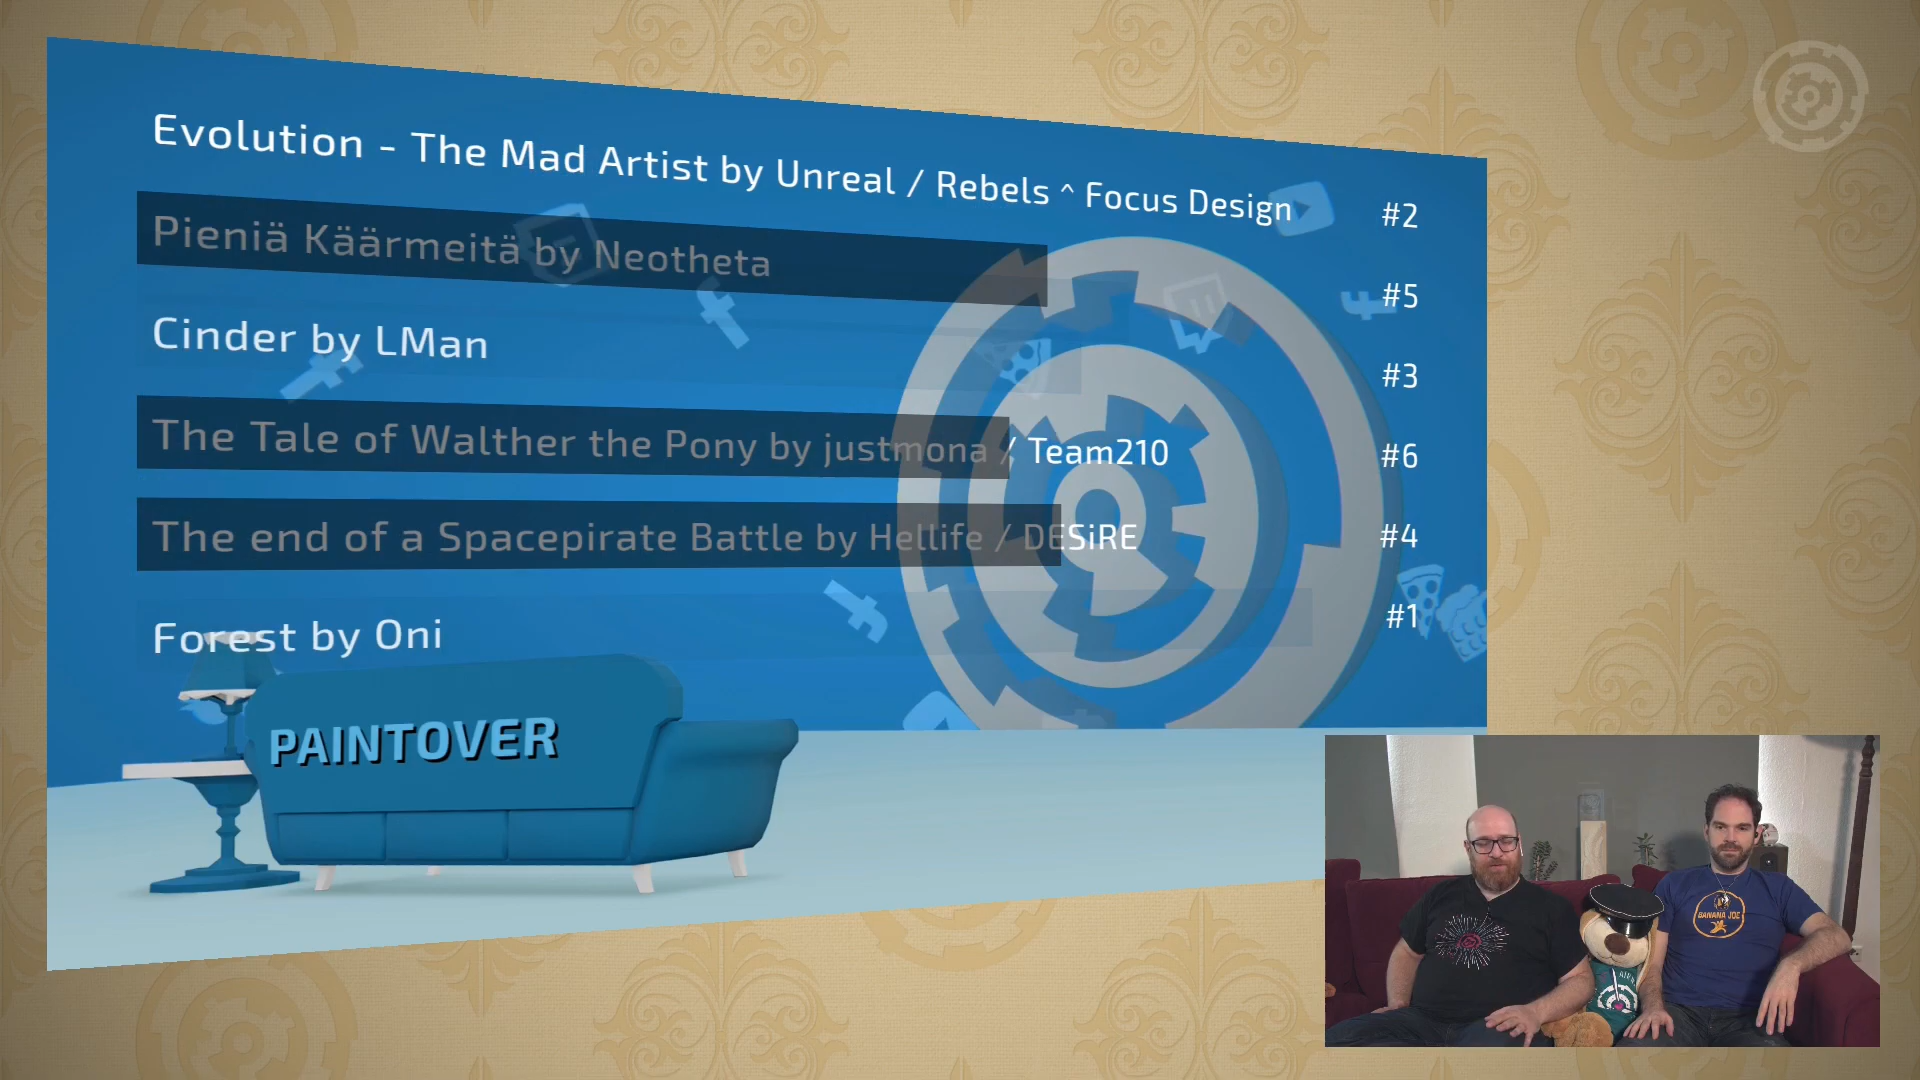 Evolution - The Mad Artist by Unreal / Rebels ^ Focus Design #2
Pieniä Käärmeitä by Neotheta #5
Cinder by LMan #3
The Tale of Walther the Pony by justmona / Team210 #6
The end of a Spacepirate Battle by Hellife / DESiRE #4
Forest by Oni #1
PAINTOVER
BANANA JOE